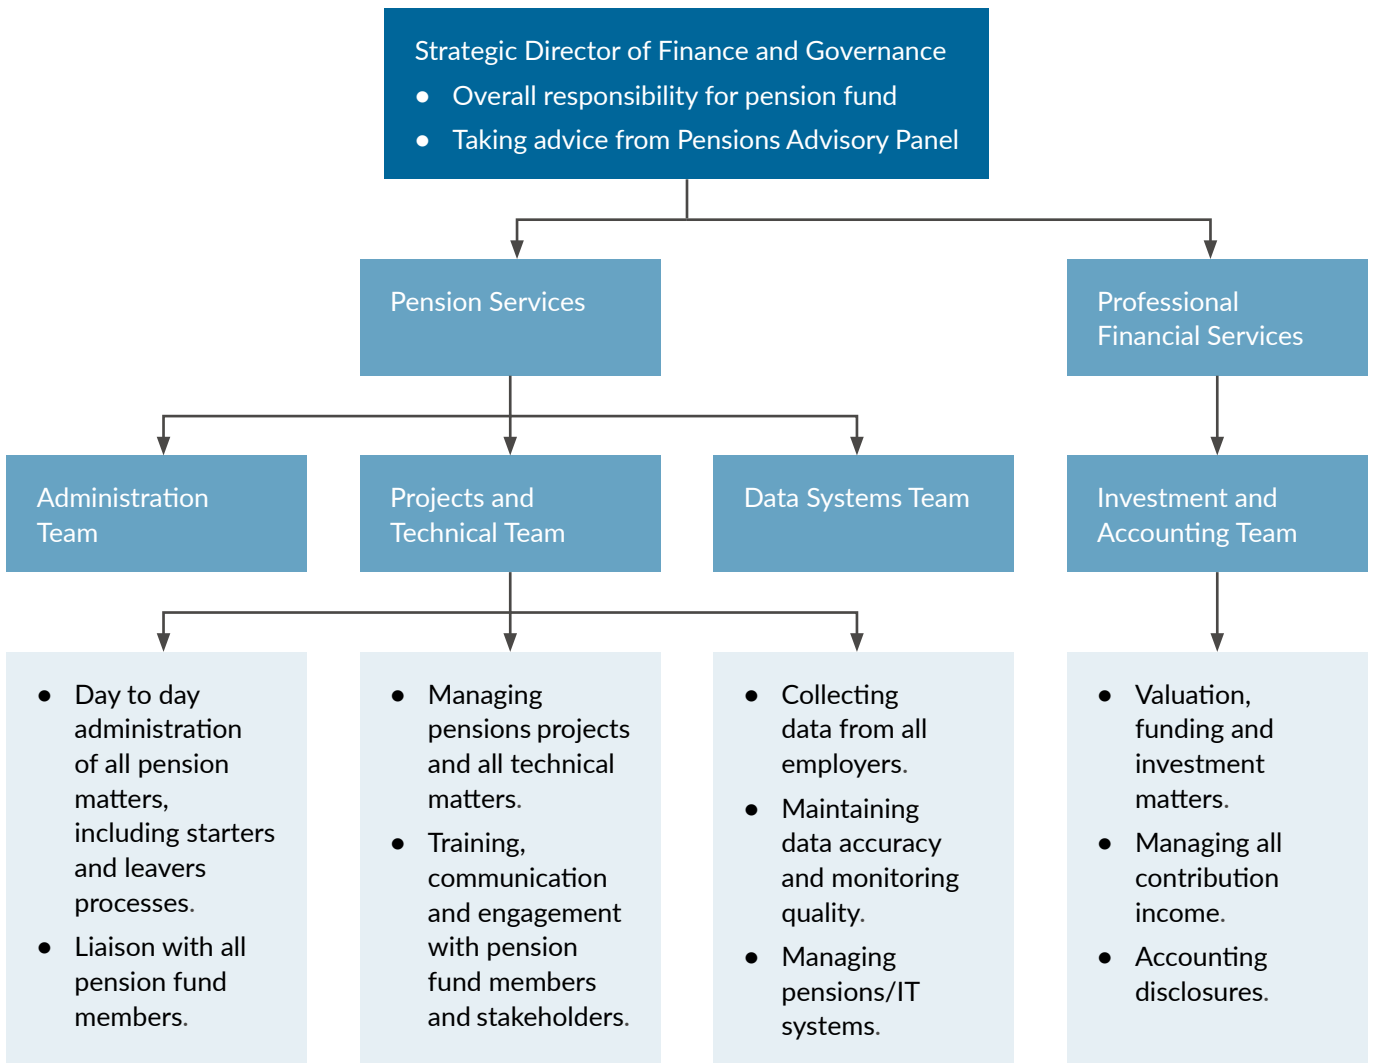 Strategic Director of Finance and Governance
● Overall responsibility for pension fund
● Taking advice from Pensions Advisory Panel
Pension Services
Professional
Financial Services
Administration
Team
Projects and
Technical Team
Data Systems Team
Investment and
Accounting Team
● Day to day
administration
of all pension
matters,
including starters
and leavers
processes.
● Liaison with all
pension fund
members.
● Managing
pensions projects
and all technical
matters.
● Training,
communication
and engagement
with pension
fund members
and stakeholders.
● Collecting
data from all
employers.
● Maintaining
data accuracy
and monitoring
quality.
● Managing
pensions/IT
systems.
● Valuation,
funding and
investment
matters.
● Managing all
contribution
income.
● Accounting
disclosures.